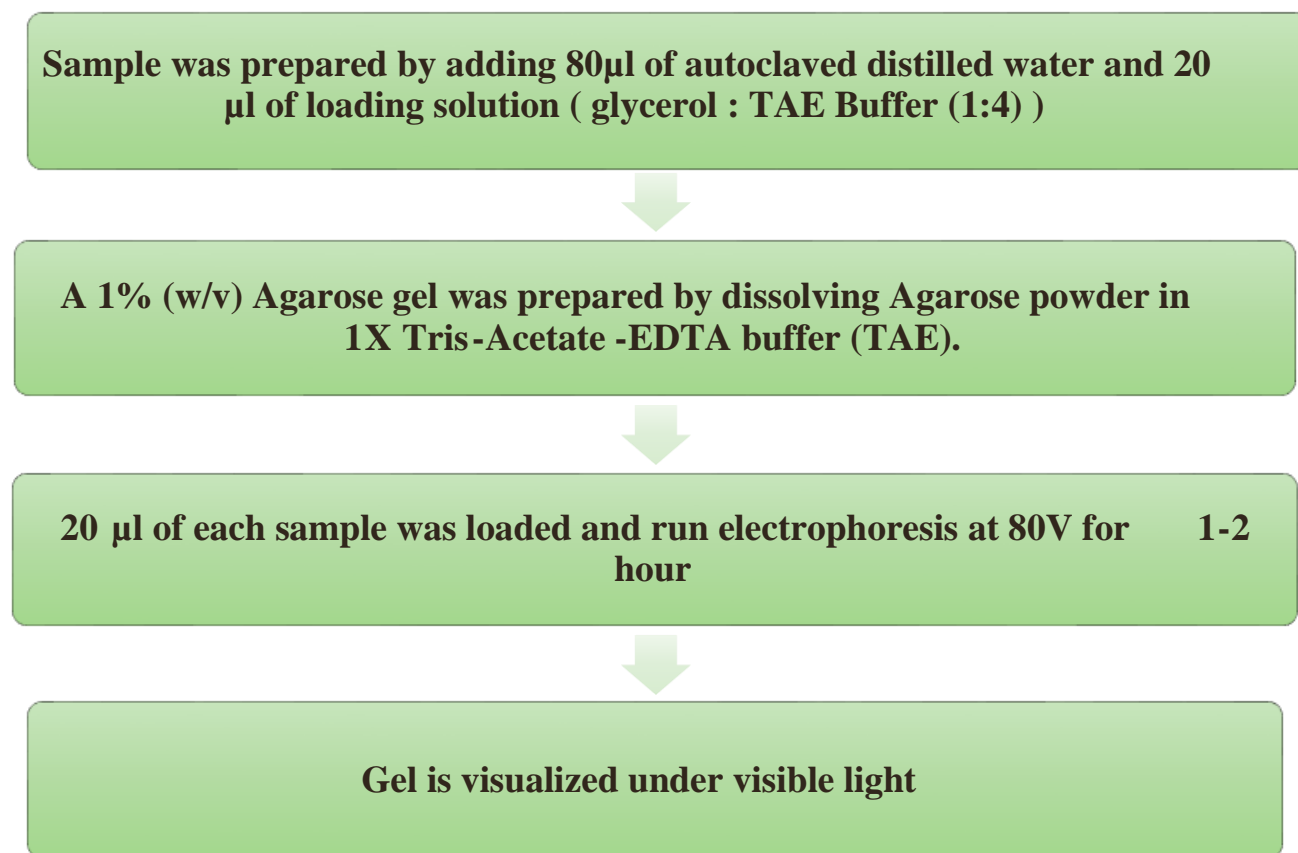 Sample was prepared by adding 80µl of autoclaved distilled water and 20
µl of loading solution ( glycerol : TAE Buffer (1:4) )
A 1% (w/v) Agarose gel was prepared by dissolving Agarose powder in
1X Tris-Acetate -EDTA buffer (TAE).
20 µl of each sample was loaded and run electrophoresis at 80V for 1-2
hour
Gel is visualized under visible light